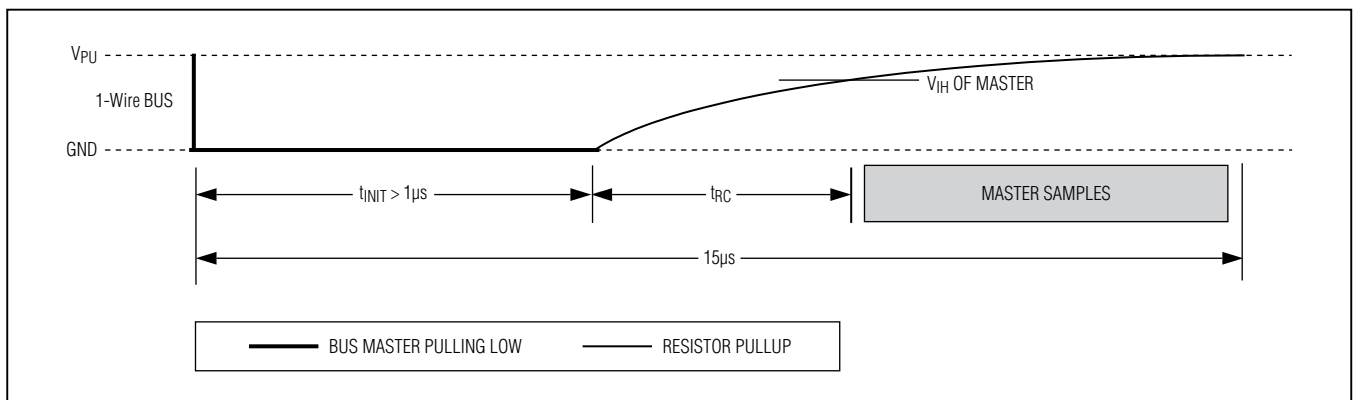 VPU
1-Wire BUS
VIH OF MASTER
GND
tINIT > 1µs
tRC
MASTER SAMPLES
15µs
BUS MASTER PULLING LOW
RESISTOR PULLUP